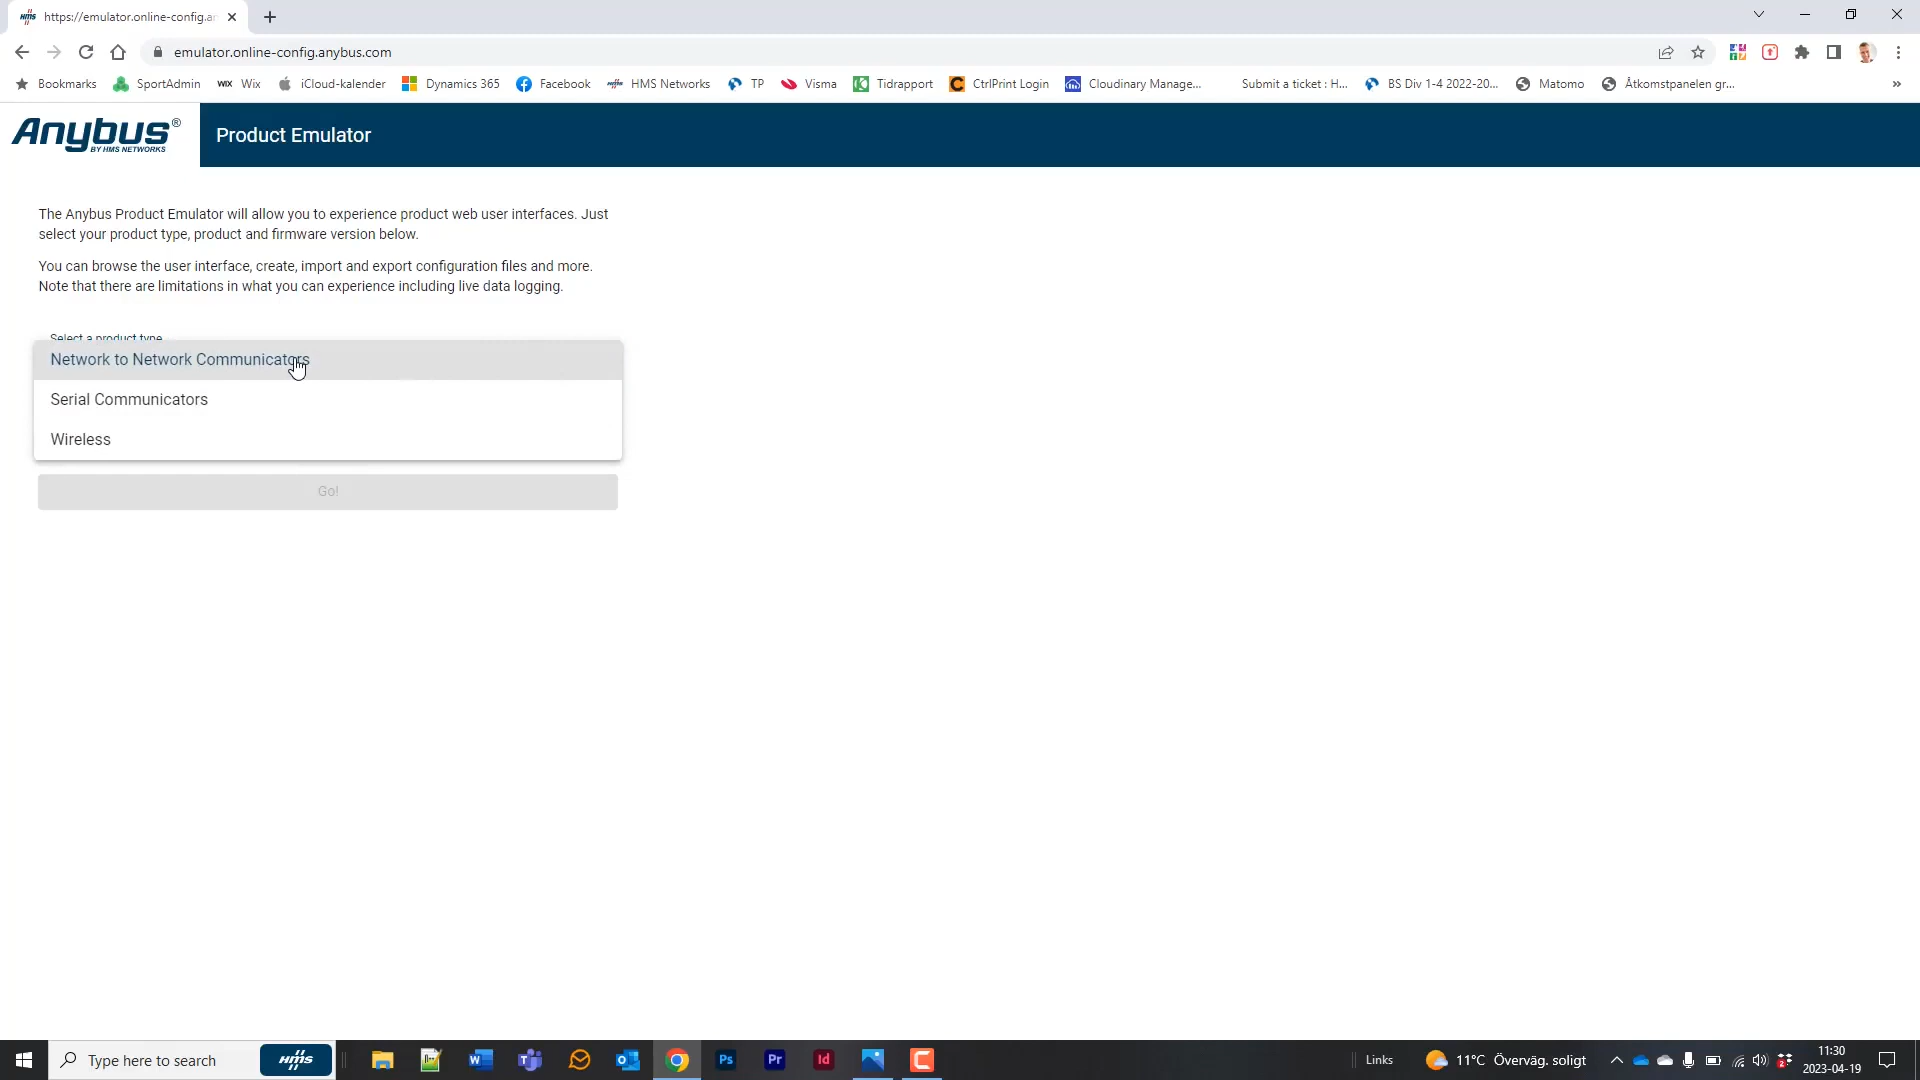 https://emulator.online-config.an
emulator.online-config.anybus.com
Bookmarks
SportAdmin
WIX Wix
iCloud-kalender
Dynamics 365
Facebook
HMS Networks
TP
Visma
Tidrapport
CtrlPrint Login
Cloudinary Manage...
Submit a ticket : H...
BS Div 1-4 2022-20...
Matomo
Åtkomstpanelen gr...
»
Anybus®
BY HMS NETWORKS
Product Emulator
The Anybus Product Emulator will allow you to experience product web user interfaces. Just
select your product type, product and firmware version below.
You can browse the user interface, create, import and export configuration files and more.
Note that there are limitations in what you can experience including live data logging.
Select a product type
Network to Network Communicators
Serial Communicators
Wireless
Go!
Type here to search
HMS
Ps
Pr
Id
Links
11°C Överväg. soligt
11:30
2023-04-19